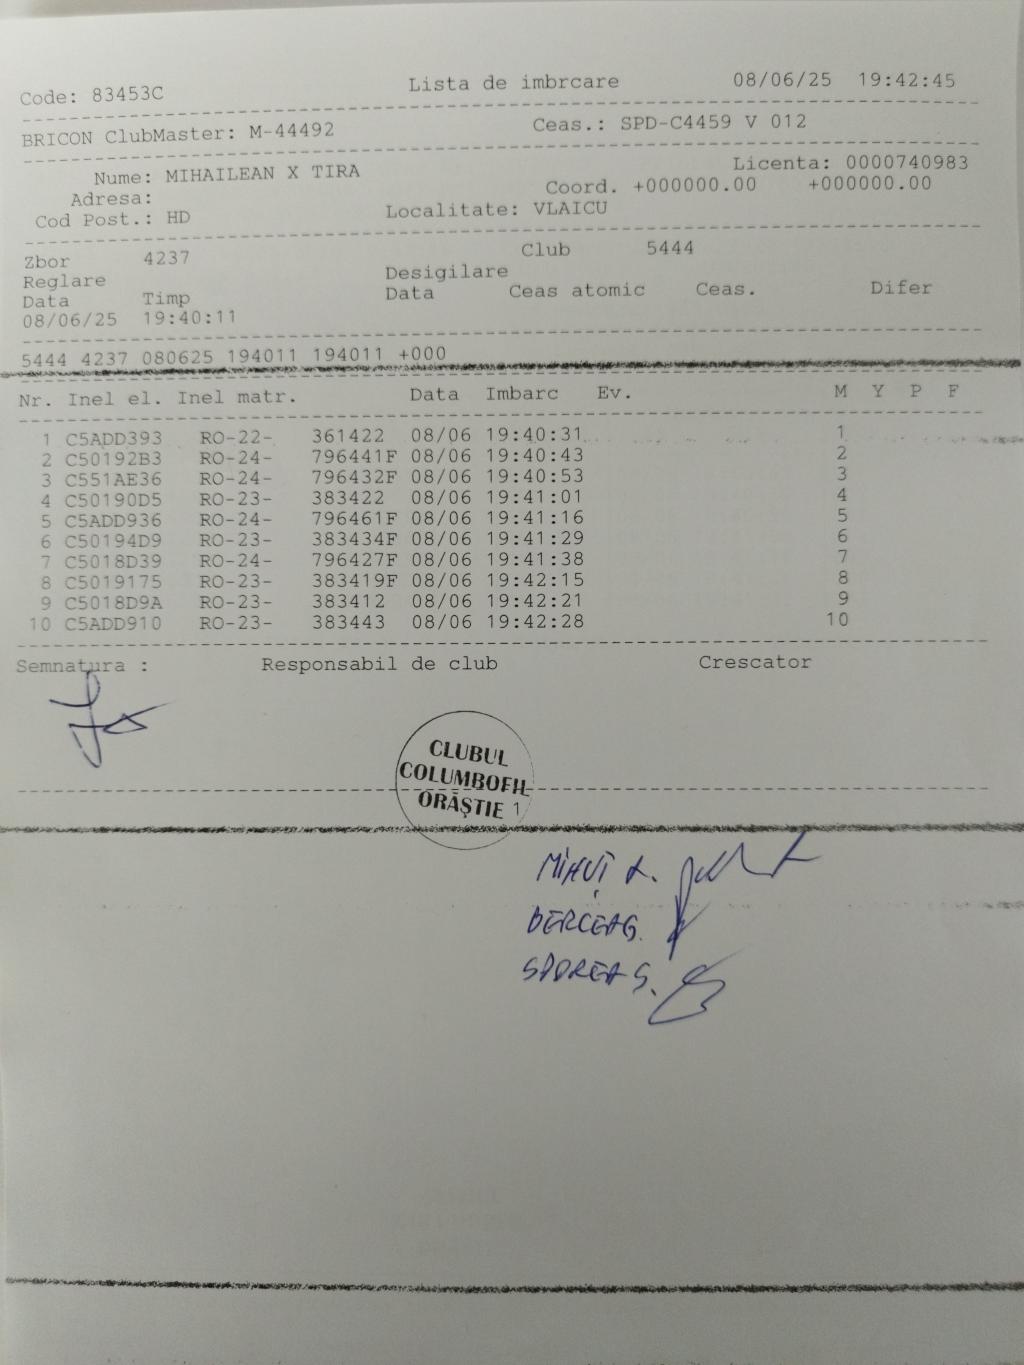 Code: 83453C Lista de imbrcare 08/06/25 19:42:45
BRICON ClubMaster: M-44492 Ceas.: SPD-C4459 V 012
Nume: MIHAILEAN X TIRA Licenta: 0000740983
Adresa: Coord. +000000.00 +000000.00
Cod Post.: HD Localitate: VLAICU
Zbor 4237 Club 5444
Reglare Desigilare
Data Timp Data Ceas atomic Ceas. Difer
08/06/25 19:40:11
5444 4237 080625 194011 194011 +000
Nr. Inel el. Inel matr. Data Imbarc Ev. M Y P F
1 C5ADD393 RO-22- 361422 08/06 19:40:31 1
2 C50192B3 RO-24- 796441F 08/06 19:40:43 2
3 C551AE36 RO-24- 796432F 08/06 19:40:53 3
4 C50190D5 RO-23- 383422 08/06 19:41:01 4
5 C5ADD936 RO-24- 796461F 08/06 19:41:16 5
6 C50194D9 RO-23- 383434F 08/06 19:41:29 6
7 C5018D39 RO-24- 796427F 08/06 19:41:38 7
8 C5019175 RO-23- 383419F 08/06 19:42:15 8
9 C5018D9A RO-23- 383412 08/06 19:42:21 9
10 C5ADD910 RO-23- 383443 08/06 19:42:28 10
Semnatura : Responsabil de club Crescator
CLUBUL
COLUMBOFIL
ORĂŞTIE 1
MIHUȚ A.
BERCEA G.